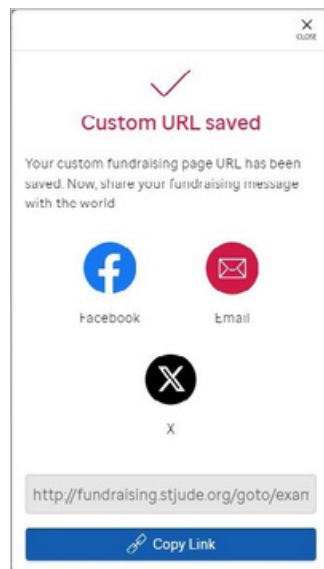 CLOSE
Custom URL saved
Your custom fundraising page URL has been
saved. Now, share your fundraising message
with the world
Facebook
Email
X
http://fundraising.stjude.org/goto/exam
Copy Link